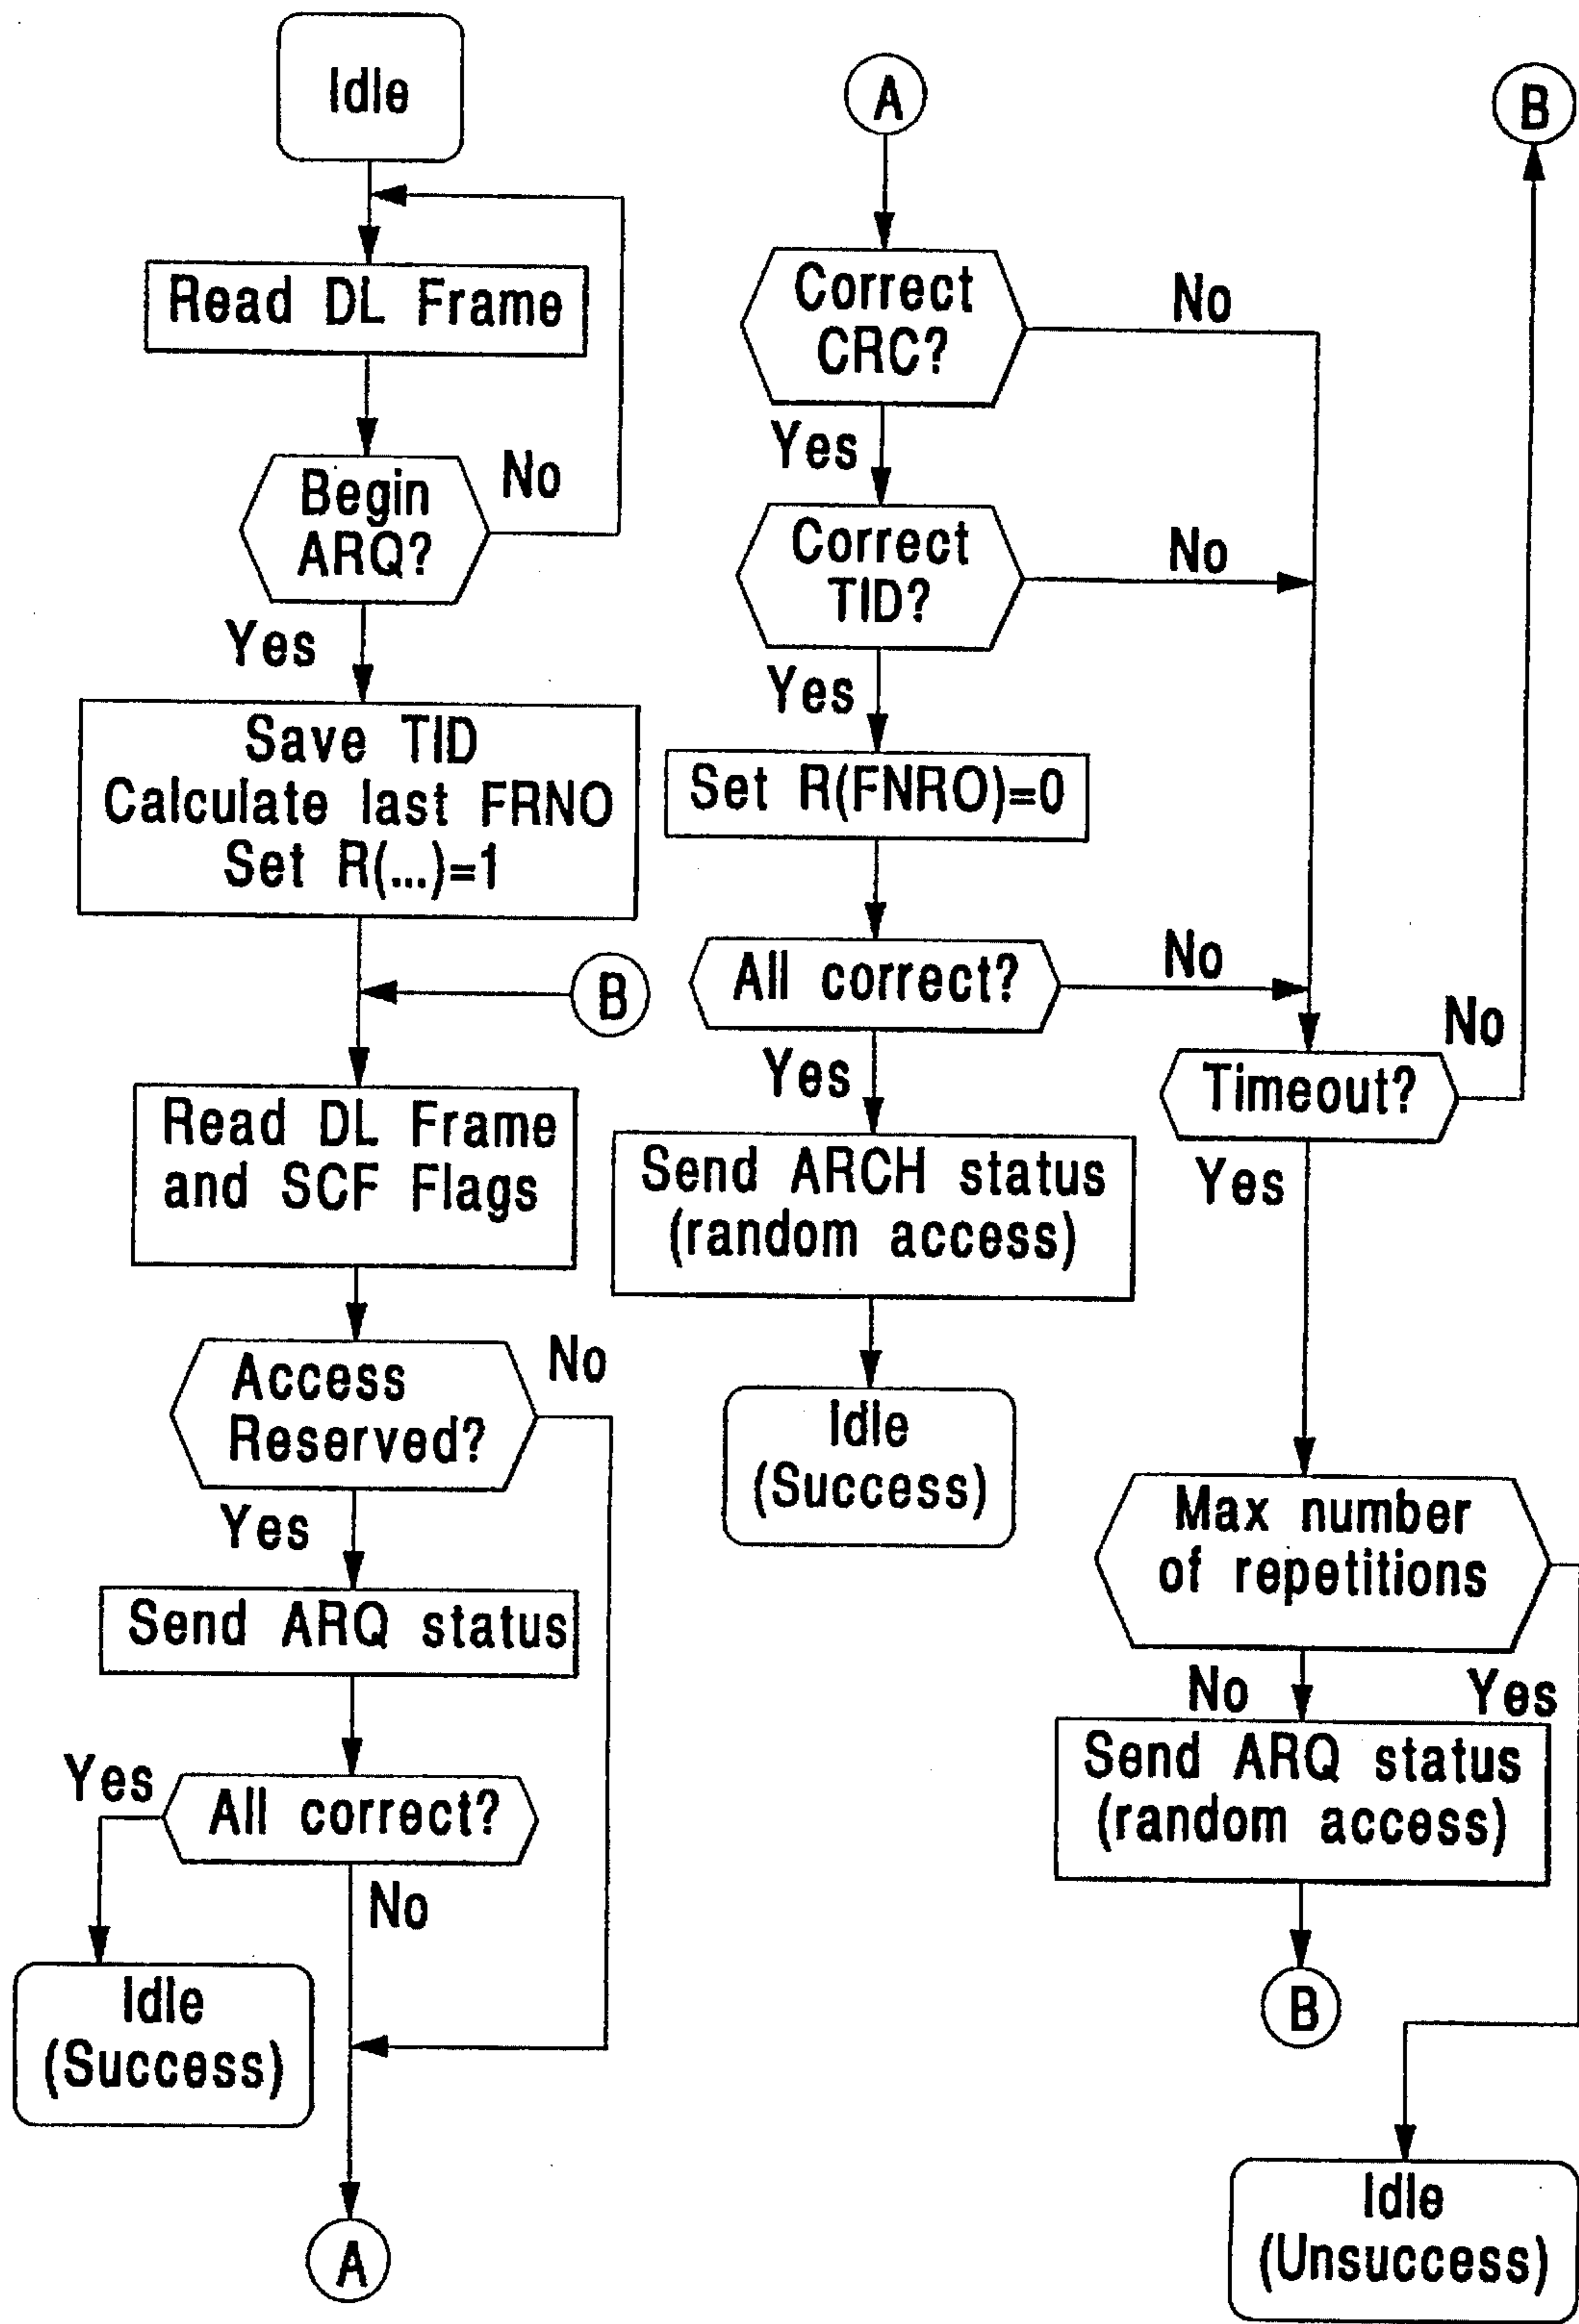 Idle
Read DL Frame
Begin
ARQ?
No
Yes
Save TID
Calculate last FRNO
Set R(...)=1
B
Read DL Frame
and SCF Flags
Access
Reserved?
No
Yes
Send ARQ status
All correct?
Yes
No
Idle
(Success)
A
A
Correct
CRC?
No
Yes
Correct
TID?
No
Yes
Set R(FNRO)=0
All correct?
No
Yes
Send ARCH status
(random access)
Idle
(Success)
B
Timeout?
No
Yes
Max number
of repetitions
No
Yes
Send ARQ status
(random access)
B
Idle
(Unsuccess)